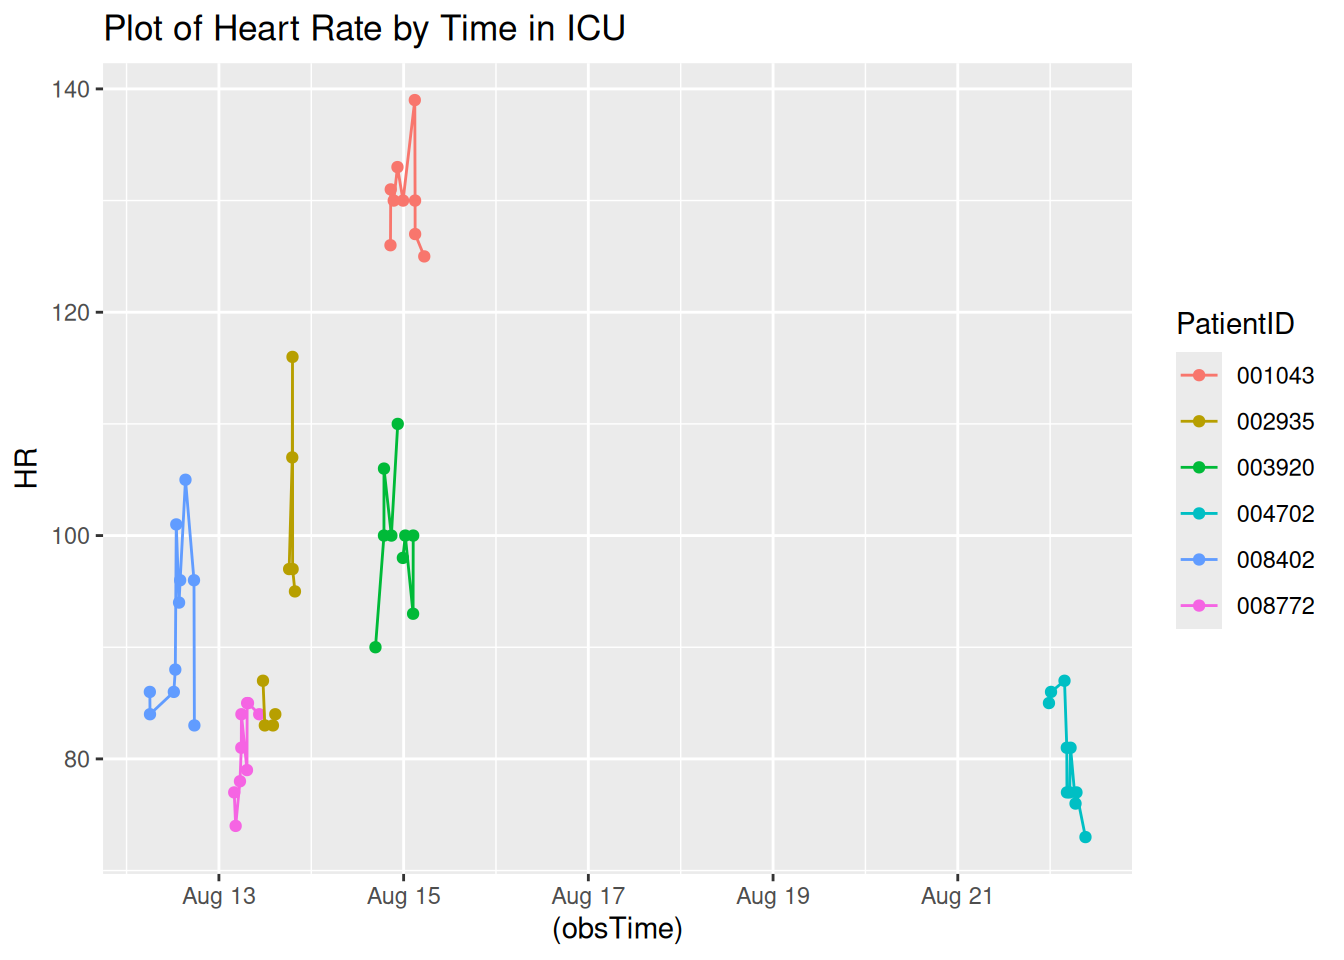 Plot of Heart Rate by Time in ICU
140
120
100
80
HR
Aug 13
Aug 15
Aug 17
Aug 19
Aug 21
(obsTime)
PatientID
001043
002935
003920
004702
008402
008772